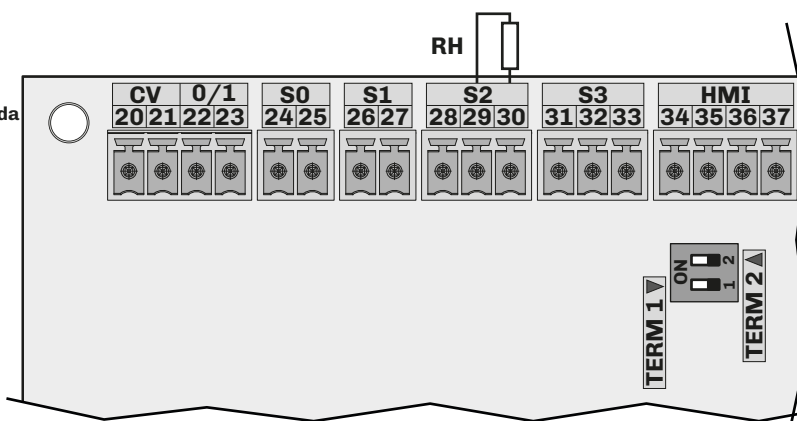 RH
CV 0/1 S0 S1 S2 S3 HMI
da
20 21 22 23 24 25 26 27 28 29 30 31 32 33 34 35 36 37
ON
1 2
TERM 1
TERM 2